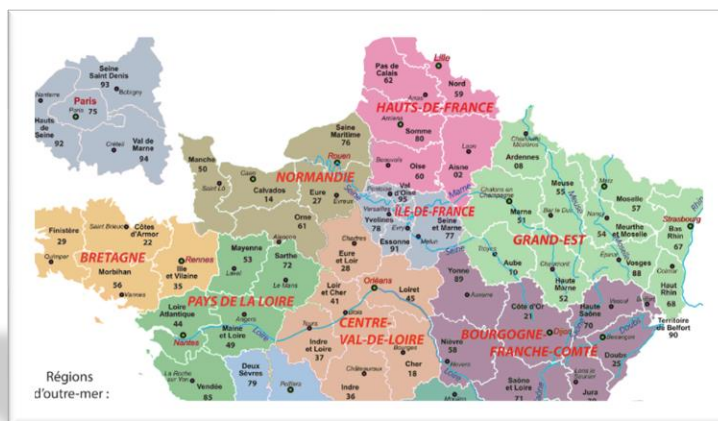 Seine
Saint Denis
93
Bobigny
Nanterre
Paris
Paris
75
Hauts
de
Seine
92
Créteil
Val de
Marne
94
Pas de
Calais
62
Lille
Nord
59
Arras
HAUTS-DE-FRANCE
Amiens
Somme
80
Laon
Beauvais
Oise
60
Aisne
02
Seine
Maritime
76
Rouen
Manche
50
Caen
Saint Lô
NORMANDIE
Calvados
14
Eure
27
Evreux
Orne
61
Alençon
Seine
Pontoise
Val
d'Oise
95
Marne
ÎLE-DE-FRANCE
Versailles
Yvelines
78
Evry
Seine
et Marne
77
Essonne
91
Melun
Seine
Charleville
Mézières
Ardennes
08
Meuse
Metz
Moselle
57
Chalons en
Champagne
Marne
51
Bar le Duc
Nancy
54
Meurthe
et Moselle
Strasbourg
Rhin
Bas
Rhin
67
GRAND-EST
Troyes
Aube
10
Chaumont
Haute
Marne
52
Epinal
Vosges
88
Colmar
Haut
Rhin
68
Finistère
29
Saint Brieuc
Côtes
d'Armor
22
Quimper
BRETAGNE
Rennes
Morbihan
56
Ille
et Vilaine
35
Vannes
Mayenne
53
Laval
Sarthe
72
Le Mans
PAYS DE LA LOIRE
Loire
Atlantique
44
Nantes
Angers
Maine
et Loire
49
Loire
La Roche
sur Yon
Vendée
85
Deux
Sèvres
79
Poitiers
Chartres
Eure
et Loir
28
Orléans
Loir
et Cher
41
Loiret
45
Blois
Tours
CENTRE-
VAL-DE-LOIRE
Indre
et Loire
37
Bourges
Cher
18
Châteauroux
Indre
36
Yonne
89
Auxerre
Côte d'Or
21
Dijon
Haute
Saône
70
Vesoul
Belfort
Territoire
de Belfort
90
BOURGOGNE-
FRANCHE-COMTÉ
Besançon
Doubs
Doubs
25
Nièvre
58
Nevers
Loire
Saône
et Loire
71
Lons le
Saunier
Jura
Moulins
Régions
d'outre-mer :